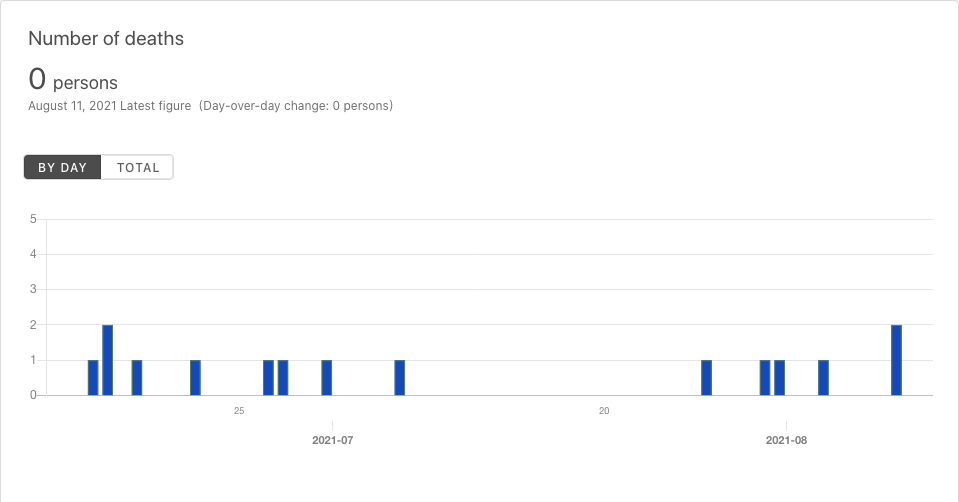 Number of deaths
0 persons
August 11, 2021 Latest figure (Day-over-day change: 0 persons)
BY DAY TOTAL
5
4
3
2
1
0
25 20
2021-07 2021-08